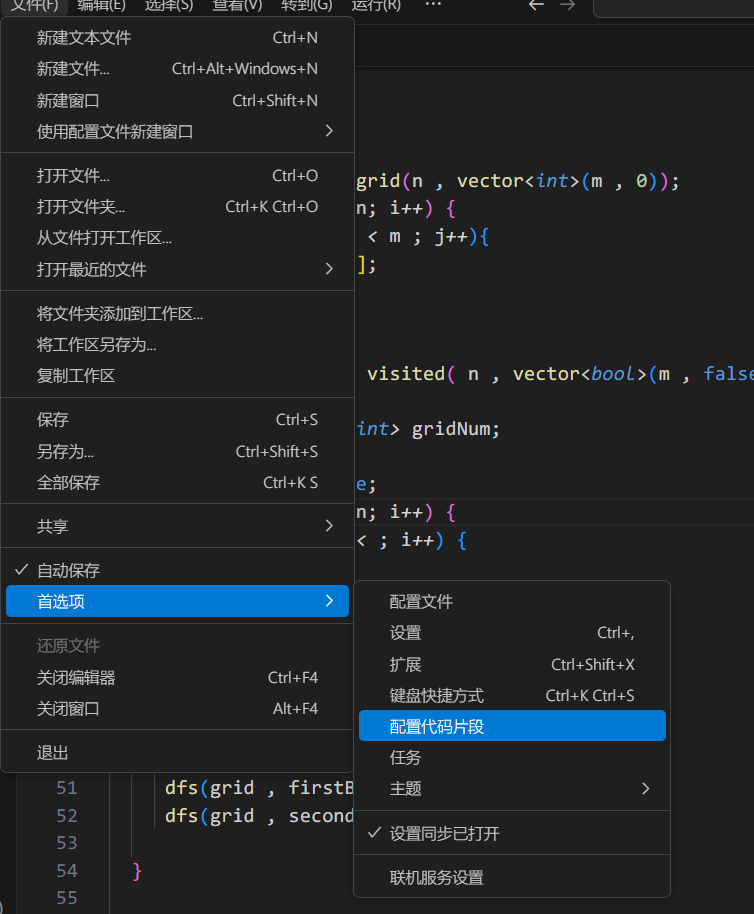 文件(F) 编辑(E) 选择(S) 查看(V) 转到(G) 运行(R) ···
新建文本文件 Ctrl+N
新建文件... Ctrl+Alt+Windows+N
新建窗口 Ctrl+Shift+N
使用配置文件新建窗口
打开文件... Ctrl+O
打开文件夹... Ctrl+K Ctrl+O
从文件打开工作区...
打开最近的文件
将文件夹添加到工作区...
将工作区另存为...
复制工作区
保存 Ctrl+S
另存为... Ctrl+Shift+S
全部保存 Ctrl+K S
共享
自动保存
首选项
还原文件
关闭编辑器 Ctrl+F4
关闭窗口 Alt+F4
退出
grid(n , vector<int>(m , 0));
n; i++) {
< m ; j++){
];
visited( n , vector<bool>(m , false
int> gridNum;
e;
n; i++) {
< ; i++) {
配置文件
设置 Ctrl+,
扩展 Ctrl+Shift+X
键盘快捷方式 Ctrl+K Ctrl+S
配置代码片段
任务
主题
设置同步已打开
联机服务设置
51 dfs(grid , firstB
52 dfs(grid , second
53
54 }
55